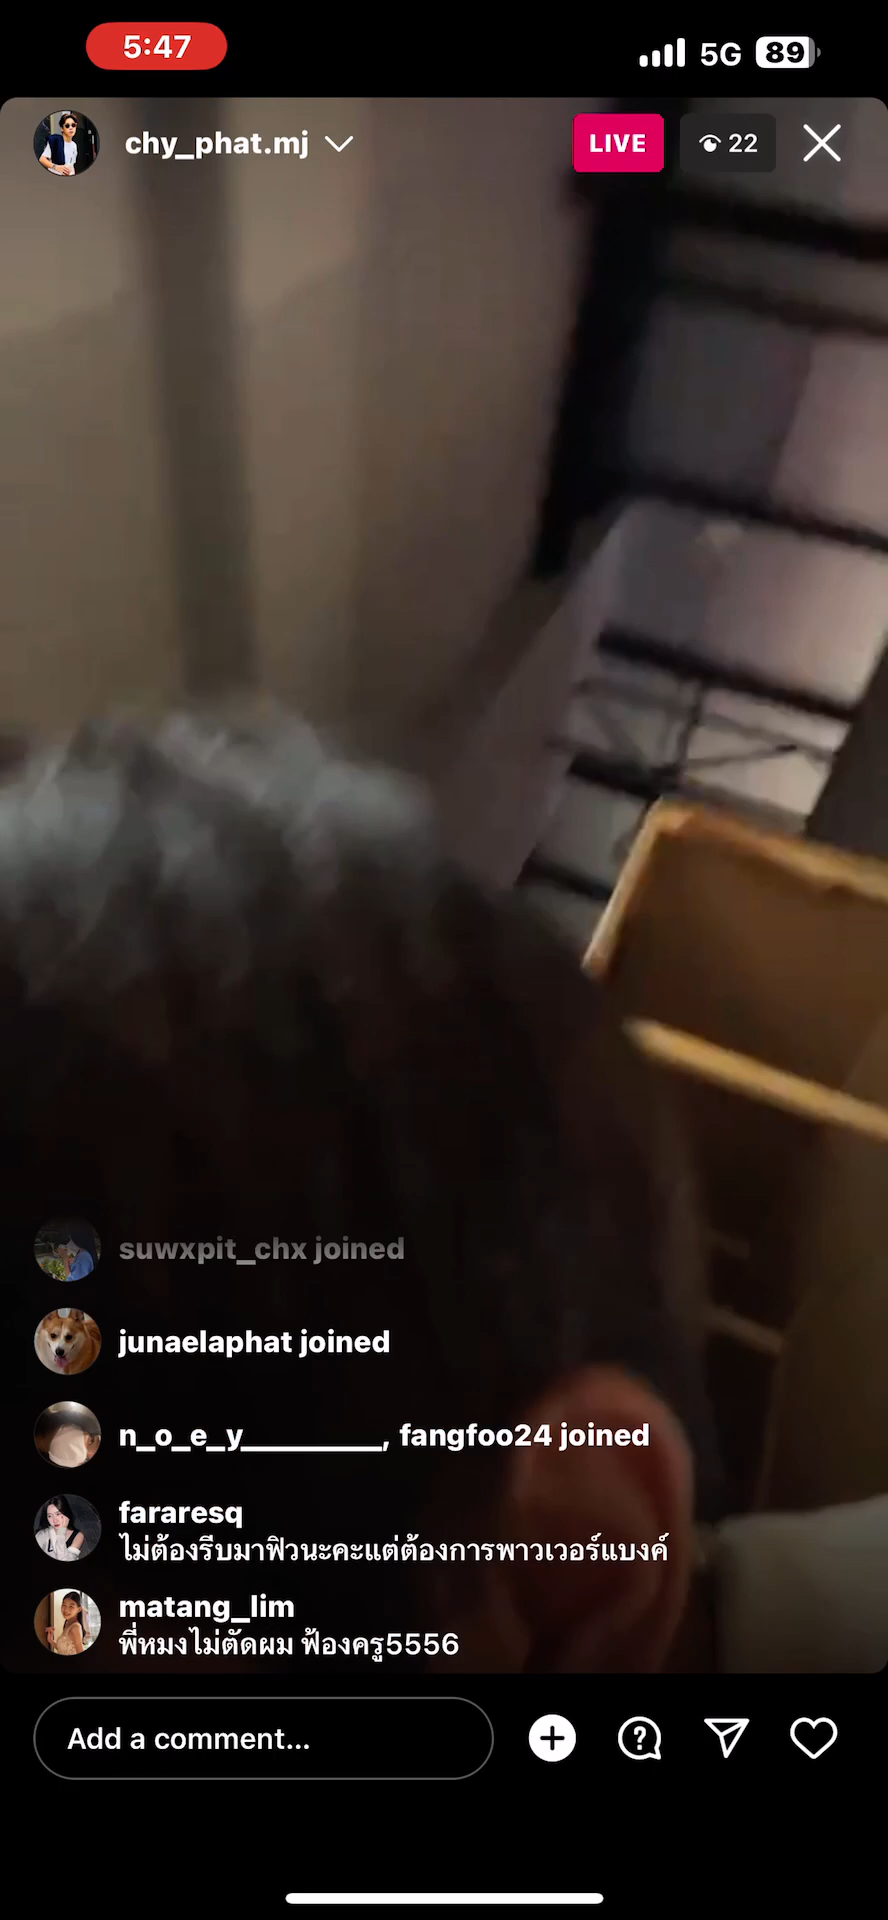 5:47
5G 89
chy_phat.mj LIVE 22
suwxpit_chx joined
junaelaphat joined
n_o_e_y_________, fangfoo24 joined
fararesq
ไม่ต้องรีบมาฟิวนะคะแต่ต้องการพาวเวอร์แบงค์
matang_lim
พี่หมงไม่ตัดผม ฟ้องครู5556
Add a comment...